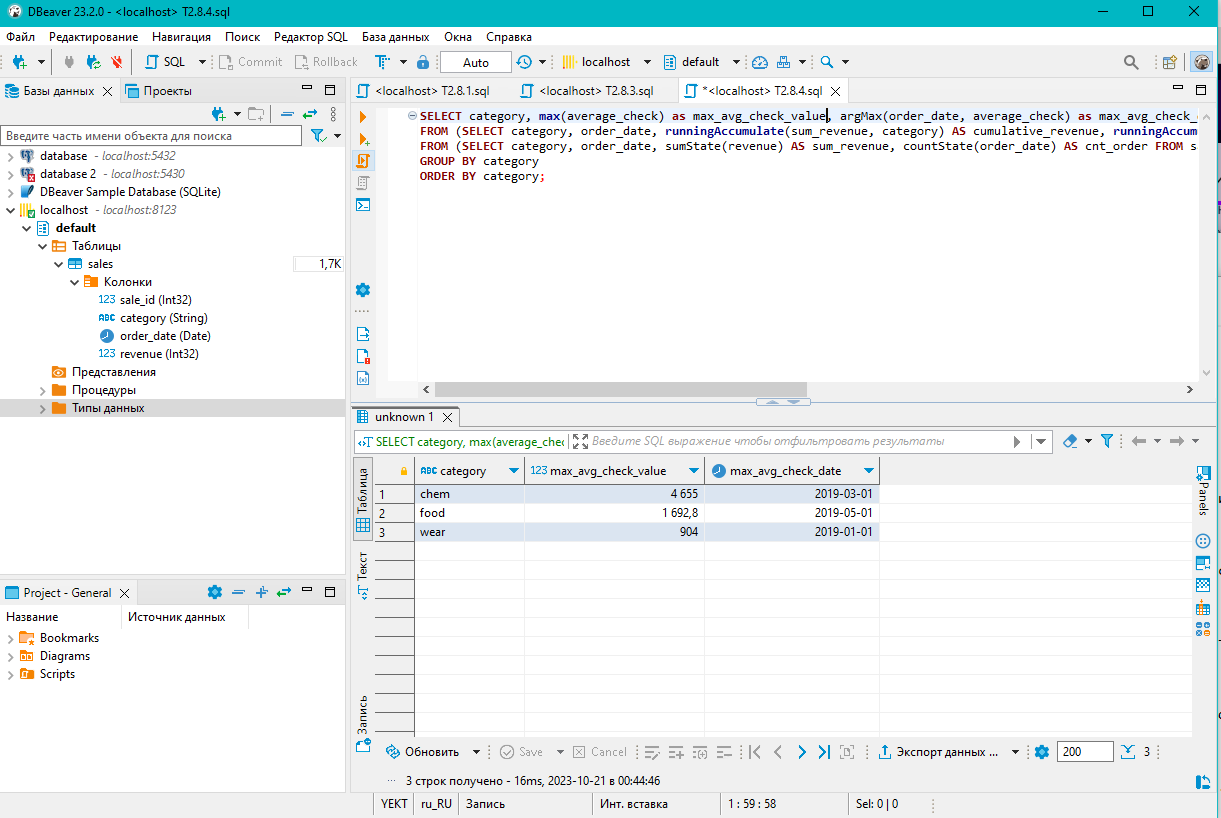 DBeaver 23.2.0 - <localhost> T2.8.4.sql
Файл Редактирование Навигация Поиск Редактор SQL База данных Окна Справка
SQL Commit Rollback Auto localhost default
Базы данных Проекты
Введите часть имени объекта для поиска
database - localhost:5432
database 2 - localhost:5430
DBeaver Sample Database (SQLite)
localhost - localhost:8123
default
Таблицы
sales 1,7K
Колонки
123 sale_id (Int32)
ABC category (String)
order_date (Date)
123 revenue (Int32)
Представления
Процедуры
Типы данных
Project - General
Название Источник данных
Bookmarks
Diagrams
Scripts
<localhost> T2.8.1.sql <localhost> T2.8.3.sql *<localhost> T2.8.4.sql
SELECT category, max(average_check) as max_avg_check_value, argMax(order_date, average_check) as max_avg_check_
FROM (SELECT category, order_date, runningAccumulate(sum_revenue, category) AS cumulative_revenue, runningAccum
FROM (SELECT category, order_date, sumState(revenue) AS sum_revenue, countState(order_date) AS cnt_order FROM s
GROUP BY category
ORDER BY category;
unknown 1
SELECT category, max(average_chec Введите SQL выражение чтобы отфильтровать результаты
Таблица
Текст
Запись
ABC category 123 max_avg_check_value max_avg_check_date
1 chem 4 655 2019-03-01
2 food 1 692,8 2019-05-01
3 wear 904 2019-01-01
Panels
Обновить Save Cancel Экспорт данных ... 200 3
3 строк получено - 16ms, 2023-10-21 в 00:44:46
YEKT ru_RU Запись Инт. вставка 1 : 59 : 58 Sel: 0 | 0